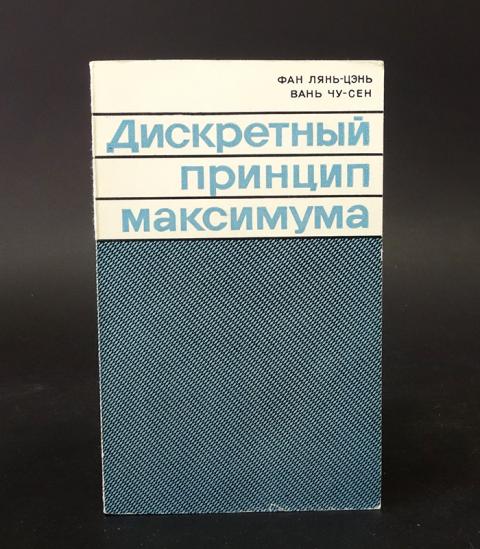 ФАН ЛЯНЬ-ЦЭНЬ
ВАНЬ ЧУ-СЕН
Дискретный
принцип
максимума